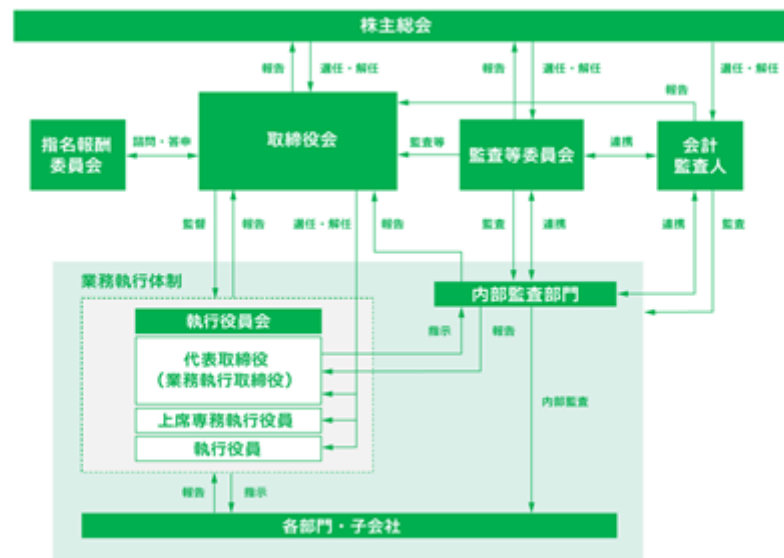 株主総会
報告
選任・解任
報告
選任・解任
選任・解任
報告
指名報酬
委員会
諮問・答申
取締役会
監査等
監査等委員会
連携
会計
監査人
監督
報告
選任・解任
報告
監査
連携
連携
監査
業務執行体制
内部監査部門
執行役員会
代表取締役
(業務執行取締役)
上席専務執行役員
執行役員
指示
報告
内部監査
報告
指示
各部門・子会社